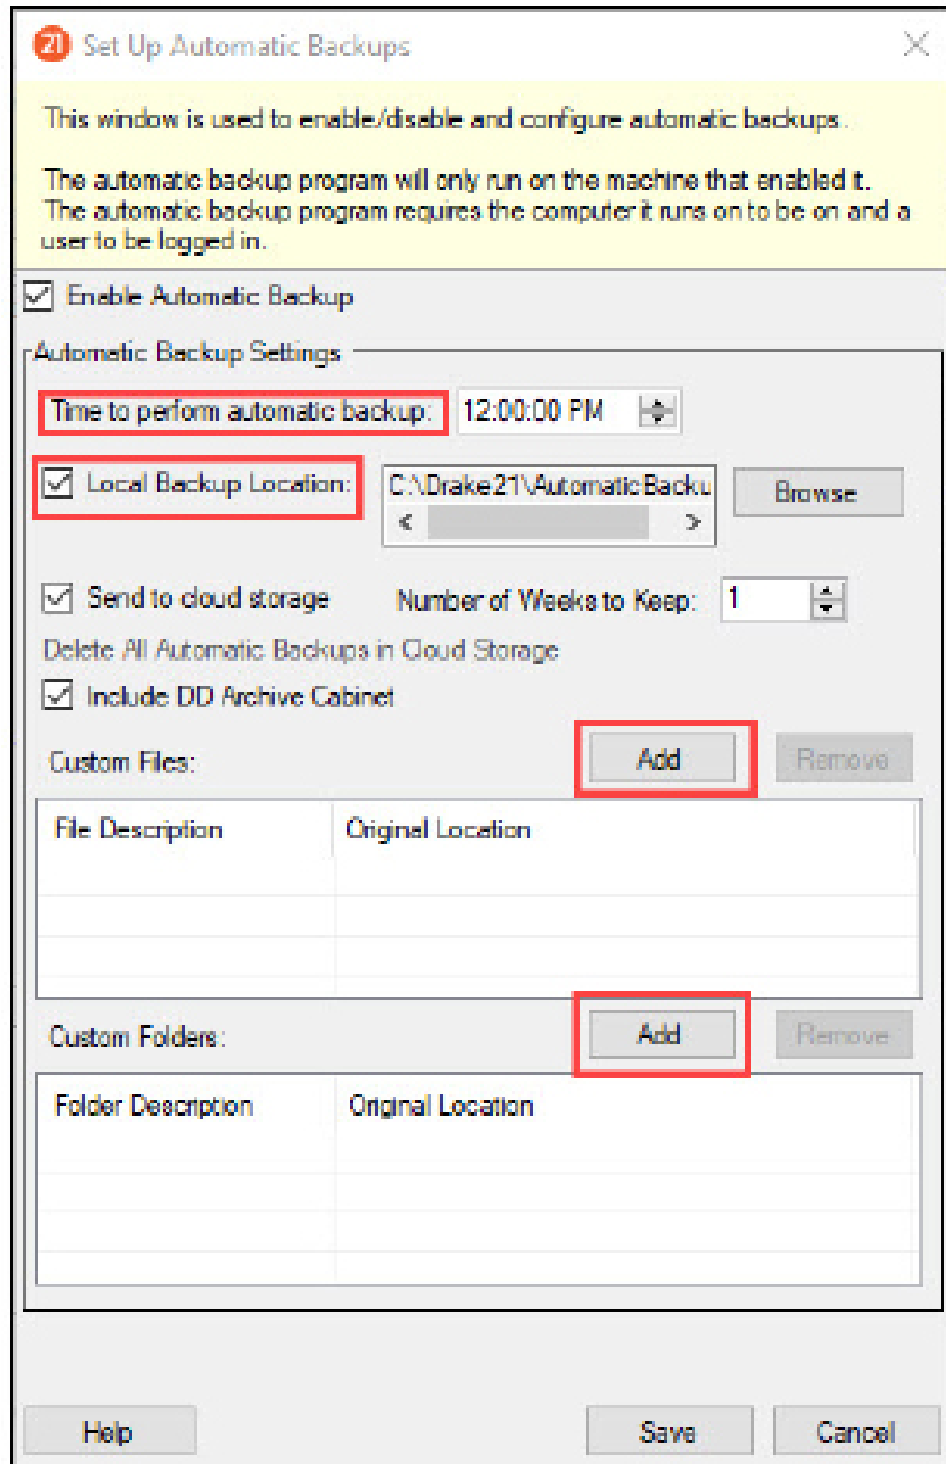 21 Set Up Automatic Backups
This window is used to enable/disable and configure automatic backups.
The automatic backup program will only run on the machine that enabled it.
The automatic backup program requires the computer it runs on to be on and a
user to be logged in.
Enable Automatic Backup
Automatic Backup Settings
Time to perform automatic backup: 12:00:00 PM
Local Backup Location: C:\Drake21\AutomaticBacku Browse
Send to cloud storage Number of Weeks to Keep: 1
Delete All Automatic Backups in Cloud Storage
Include DD Archive Cabinet
Custom Files: Add Remove
File Description Original Location
Custom Folders: Add Remove
Folder Description Original Location
Help Save Cancel